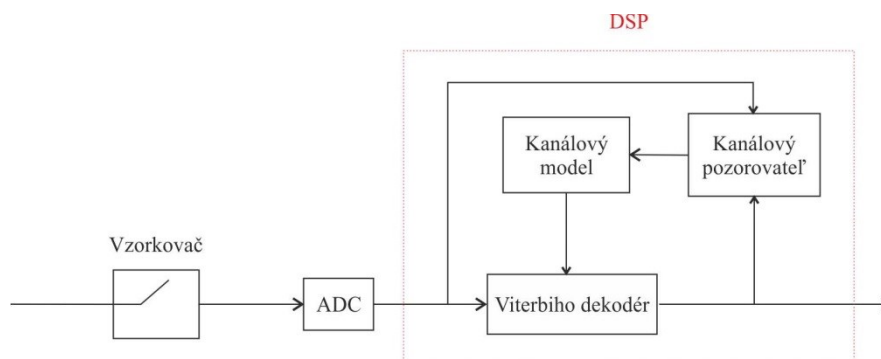 DSP
Kanálový
model
Kanálový
pozorovateľ
Vzorkovač
ADC
Viterbiho dekodér